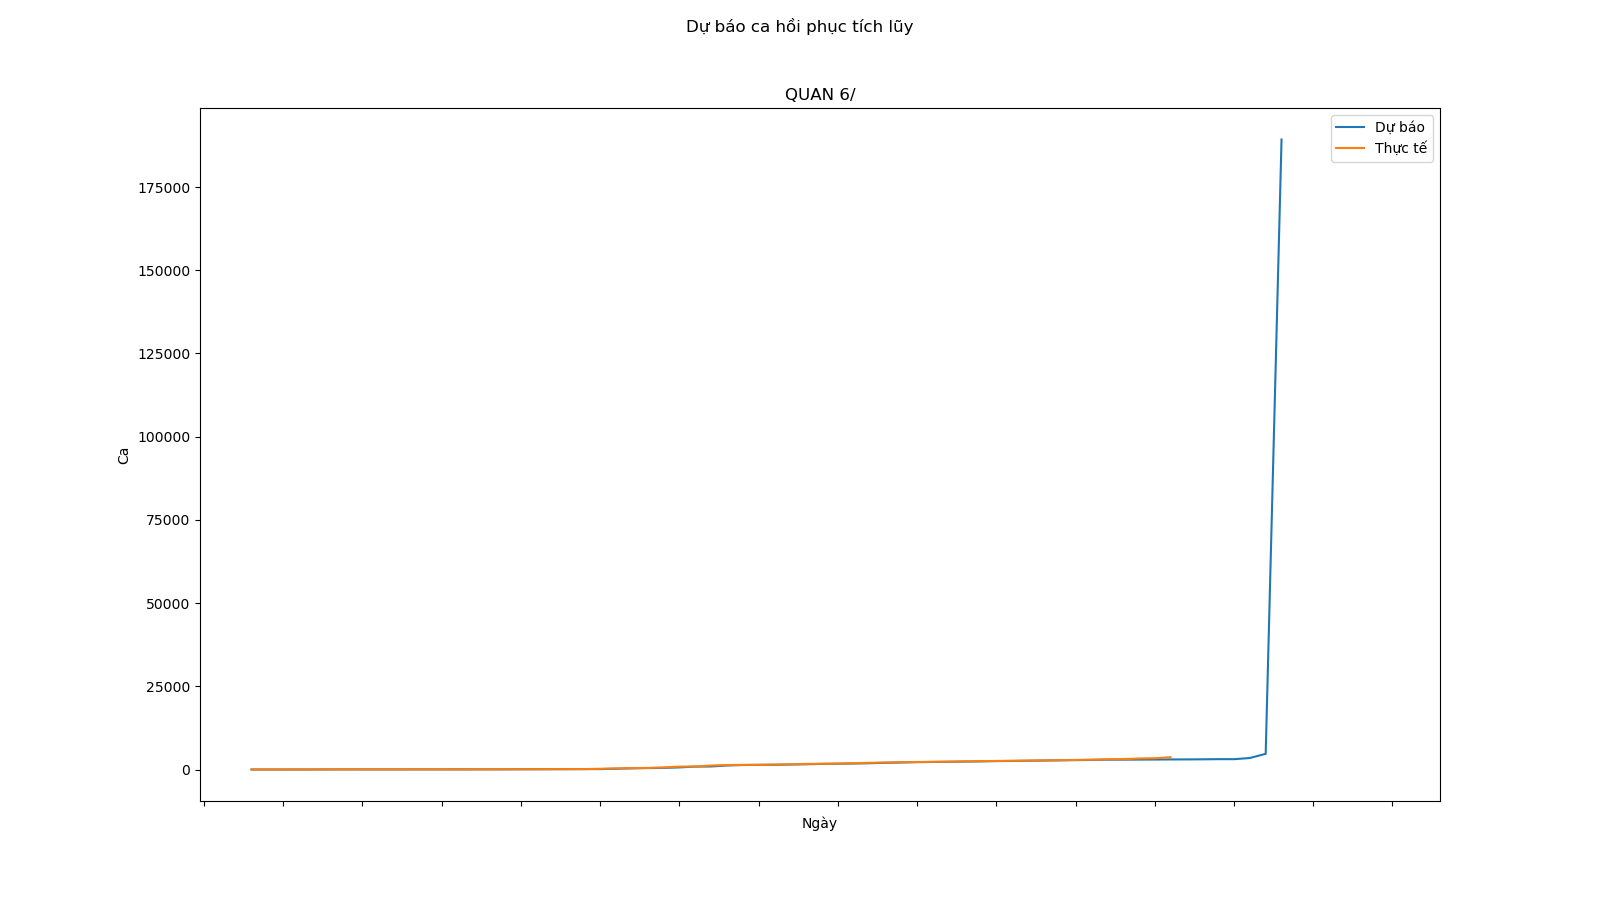 Dự báo ca hồi phục tích lũy
QUAN 6/
Dự báo
Thực tế
175000
150000
125000
100000
75000
50000
25000
0
Ca
Ngày